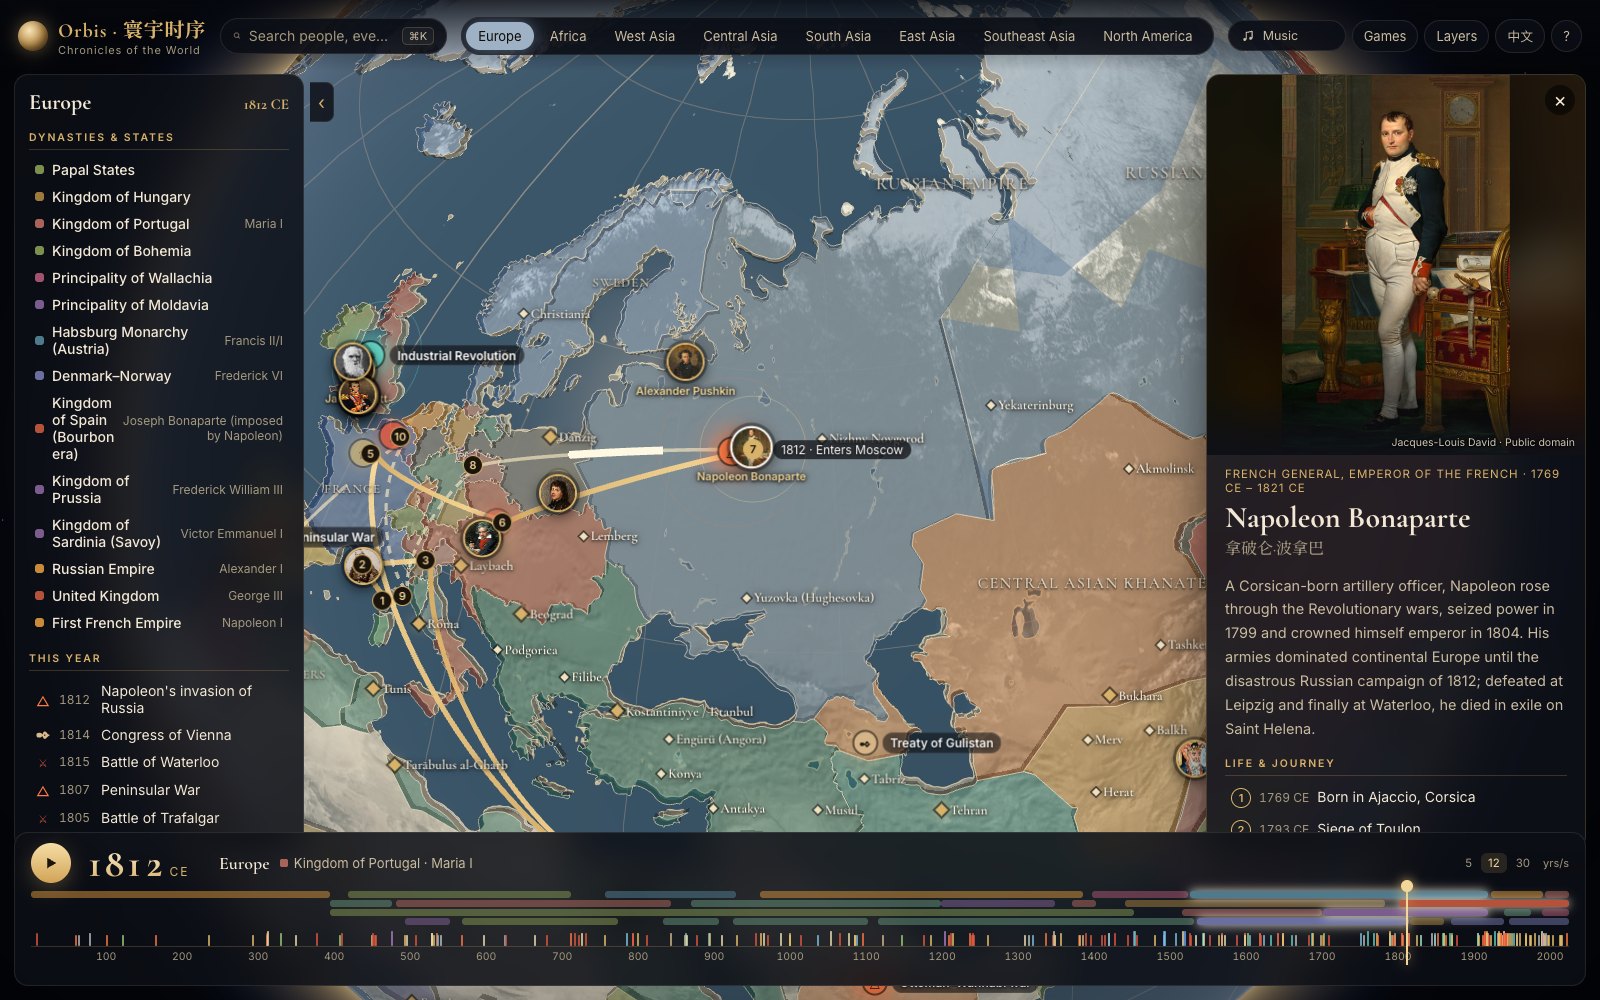 Orbis · 寰宇时序
Chronicles of the World
Search people, eve...
⌘K
Europe
Africa
West Asia
Central Asia
South Asia
East Asia
Southeast Asia
North America
Music
Games
Layers
中文
?
Europe
1812 CE
DYNASTIES & STATES
Papal States
Kingdom of Hungary
Kingdom of Portugal
Maria I
Kingdom of Bohemia
Principality of Wallachia
Principality of Moldavia
Habsburg Monarchy
(Austria)
Francis II/I
Denmark–Norway
Frederick VI
Kingdom
of Spain
(Bourbon
era)
Joseph Bonaparte (imposed
by Napoleon)
Kingdom of
Prussia
Frederick William III
Kingdom of
Sardinia (Savoy)
Victor Emmanuel I
Russian Empire
Alexander I
United Kingdom
George III
First French Empire
Napoleon I
THIS YEAR
1812
Napoleon's invasion of
Russia
1814
Congress of Vienna
1815
Battle of Waterloo
1807
Peninsular War
1805
Battle of Trafalgar
RUSSIAN EMPIRE
RUSSIAN
SWEDEN
Christiania
Industrial Revolution
Alexander Pushkin
Yekaterinburg
Danzig
Nizhny Novgorod
1812 · Enters Moscow
Napoleon Bonaparte
Akmolinsk
10
5
8
7
FRANCE
6
Lemberg
ninsular War
2
3
Laybach
1
9
CENTRAL ASIAN KHANATE
Yuzovka (Hughesovka)
Roma
Beograd
Podgorica
Tashke
Filibe
ERS
Tunis
Bukhara
Kostantiniyye / Istanbul
Engürü (Angora)
Treaty of Gulistan
Merv
Balkh
Tarâbulus al-Gharb
Konya
Tabriz
Herat
Antakya
Musul
Tehran
Jacques-Louis David · Public domain
FRENCH GENERAL, EMPEROR OF THE FRENCH · 1769
CE – 1821 CE
Napoleon Bonaparte
拿破仑·波拿巴
A Corsican-born artillery officer, Napoleon rose
through the Revolutionary wars, seized power in
1799 and crowned himself emperor in 1804. His
armies dominated continental Europe until the
disastrous Russian campaign of 1812; defeated at
Leipzig and finally at Waterloo, he died in exile on
Saint Helena.
LIFE & JOURNEY
1
1769 CE
Born in Ajaccio, Corsica
2
1793 CE
Siege of Toulon
1812 CE
Europe
Kingdom of Portugal · Maria I
5
12
30
yrs/s
100
200
300
400
500
600
700
800
900
1000
1100
1200
1300
1400
1500
1600
1700
1800
1900
2000